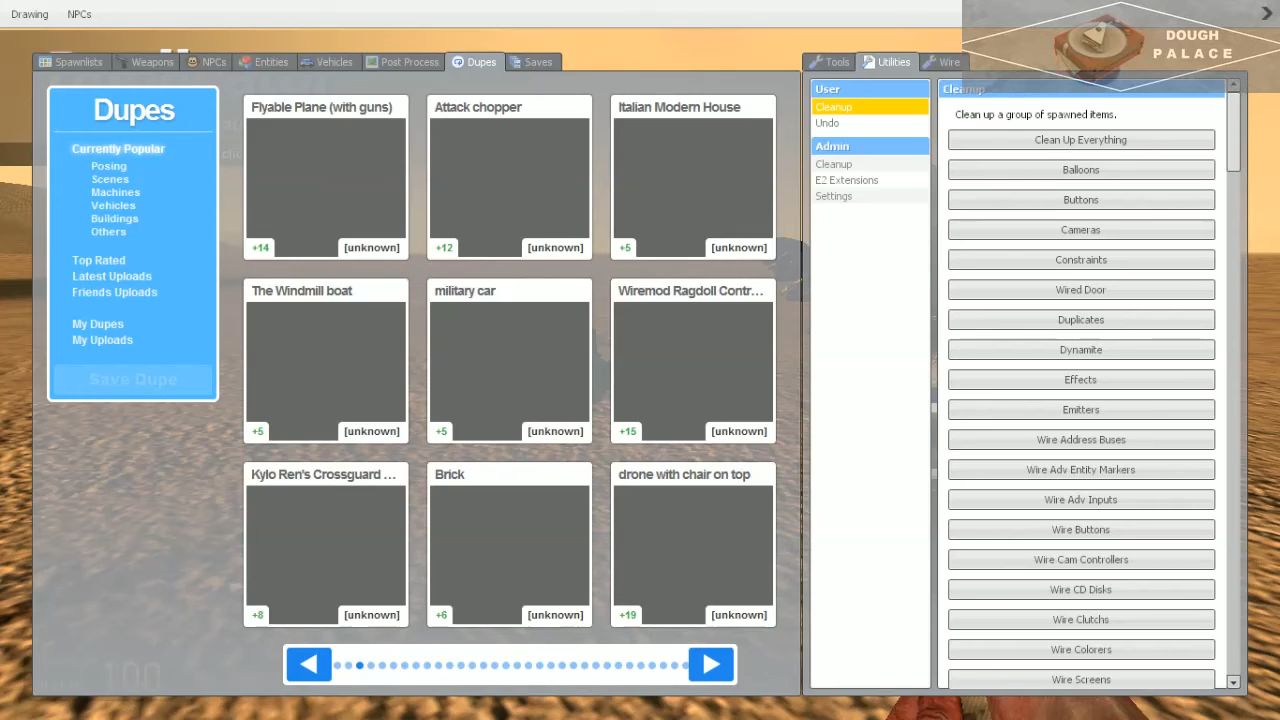 Drawing NPCs
DOUGH
PALACE
Spawnlists Weapons NPCs Entities Vehicles Post Process Dupes Saves
Tools Utilities Wire
Dupes
Currently Popular
Posing
Scenes
Machines
Vehicles
Buildings
Others
Top Rated
Latest Uploads
Friends Uploads
My Dupes
My Uploads
Save Dupe
Flyable Plane (with guns)
+14 [unknown]
Attack chopper
+12 [unknown]
Italian Modern House
+5 [unknown]
The Windmill boat
+5 [unknown]
military car
+5 [unknown]
Wiremod Ragdoll Contr...
+15 [unknown]
Kylo Ren's Crossguard ...
+8 [unknown]
Brick
+6 [unknown]
drone with chair on top
+19 [unknown]
100
User
Cleanup
Undo
Admin
Cleanup
E2 Extensions
Settings
Cleanup
Clean up a group of spawned items.
Clean Up Everything
Balloons
Buttons
Cameras
Constraints
Wired Door
Duplicates
Dynamite
Effects
Emitters
Wire Address Buses
Wire Adv Entity Markers
Wire Adv Inputs
Wire Buttons
Wire Cam Controllers
Wire CD Disks
Wire Clutchs
Wire Colorers
Wire Screens